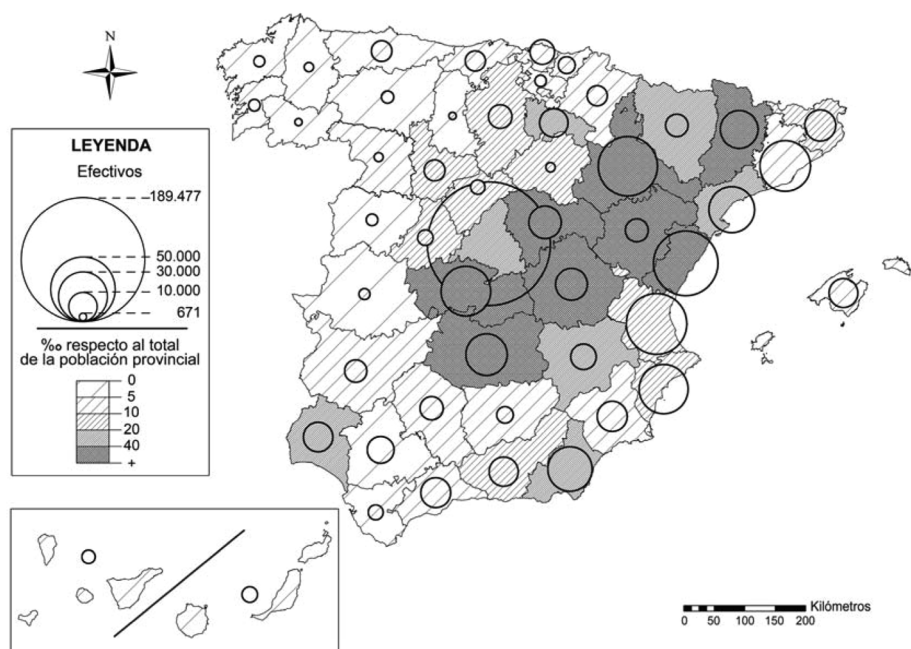 N
LEYENDA
Efectivos
189.477
50.000
30.000
10.000
671
‰ respecto al total
de la población provincial
0
5
10
20
40
+
Kilómetros
0 50 100 150 200